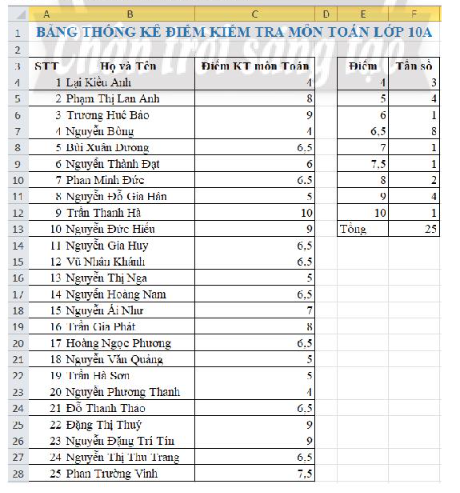 A B C D E F
1 BẢNG THỐNG KÊ ĐIỂM KIỂM TRA MÔN TOÁN LỚP 10A
Chân trời sáng tạo
2
3 STT Họ và Tên Điểm KT môn Toán Điểm Tần số
4 1 Lại Kiều Anh 4 4 3
5 2 Phạm Thị Lan Anh 8 5 4
6 3 Trương Huê Bảo 9 6 1
7 4 Nguyễn Bông 4 6,5 8
8 5 Bùi Xuân Dương 6,5 7 1
9 6 Nguyễn Thành Đạt 6 7,5 1
10 7 Phan Minh Đức 6,5 8 2
11 8 Nguyễn Đỗ Gia Hân 5 9 4
12 9 Trần Thanh Hà 10 10 1
13 10 Nguyễn Đức Hiếu 9 Tổng 25
14 11 Nguyễn Gia Huy 6,5
15 12 Vũ Nhân Khánh 6,5
16 13 Nguyễn Thị Nga 5
17 14 Nguyễn Hoàng Nam 6,5
18 15 Nguyễn Ái Như 7
19 16 Trần Gia Phát 8
20 17 Hoàng Ngọc Phương 6,5
21 18 Nguyễn Văn Quảng 5
22 19 Trần Hà Sơn 5
23 20 Nguyễn Phương Thanh 4
24 21 Đỗ Thanh Thảo 6,5
25 22 Đặng Thị Thuý 9
26 23 Nguyễn Đặng Trí Tín 9
27 24 Nguyễn Thị Thu Trang 6,5
28 25 Phan Trường Vinh 7,5